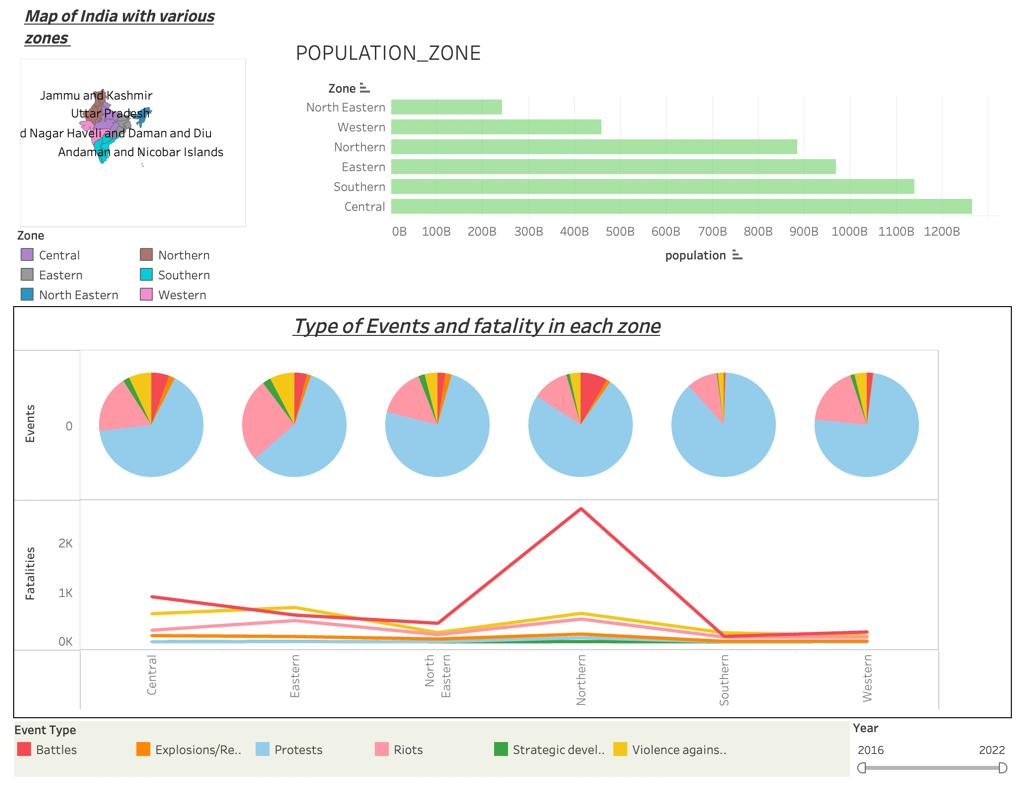 Map of India with various
zones
Jammu and Kashmir
Uttar Pradesh
d Nagar Haveli and Daman and Diu
Andaman and Nicobar Islands
Zone
Central
Northern
Eastern
Southern
North Eastern
Western
POPULATION_ZONE
Zone
North Eastern
Western
Northern
Eastern
Southern
Central
0B 100B 200B 300B 400B 500B 600B 700B 800B 900B 1000B 1100B 1200B
population
Type of Events and fatality in each zone
Events
0
Fatalities
2K
1K
0K
Central
Eastern
North
Eastern
Northern
Southern
Western
Event Type
Battles
Explosions/Re..
Protests
Riots
Strategic devel..
Violence agains..
Year
2016 2022